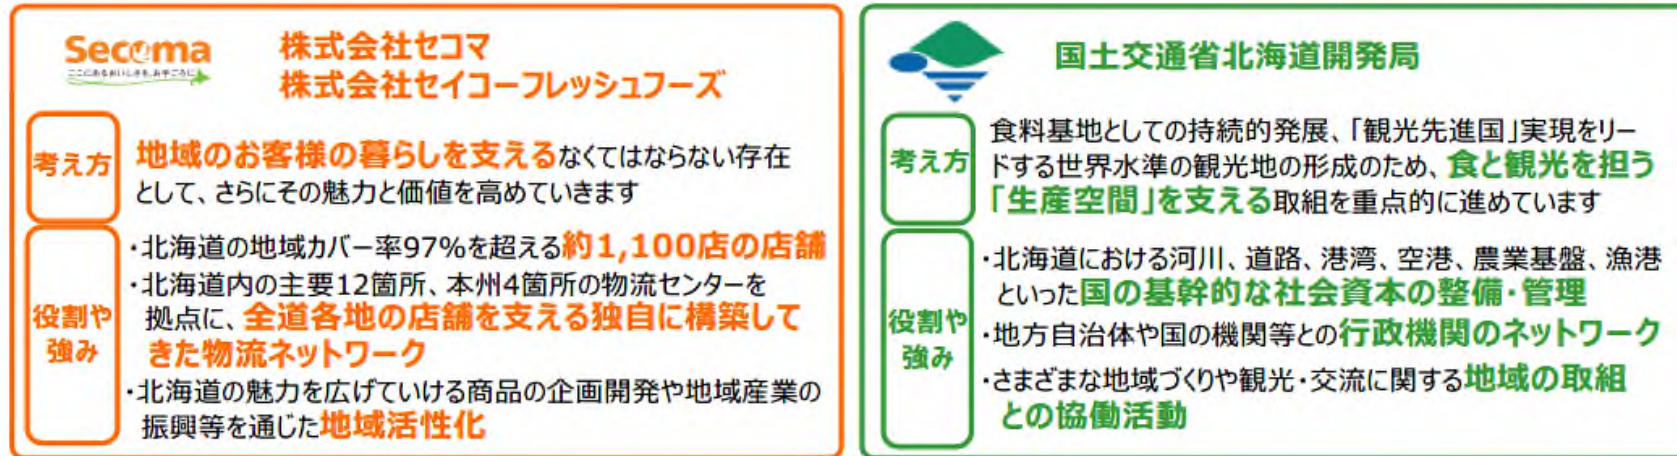 Secoma
ここにあるおいしさを、お手ごろに
株式会社セコマ
株式会社セイコーフレッシュフーズ
考え方
地域のお客様の暮らしを支えるなくてはならない存在
として、さらにその魅力と価値を高めていきます
役割や
強み
・北海道の地域カバー率97%を超える約1,100店の店舗
・北海道内の主要12箇所、本州4箇所の物流センターを
拠点に、全道各地の店舗を支える独自に構築して
きた物流ネットワーク
・北海道の魅力を広げていける商品の企画開発や地域産業の
振興等を通じた地域活性化
国土交通省北海道開発局
考え方
食料基地としての持続的発展、「観光先進国」実現をリー
ドする世界水準の観光地の形成のため、食と観光を担う
「生産空間」を支える取組を重点的に進めています
役割や
強み
・北海道における河川、道路、港湾、空港、農業基盤、漁港
といった国の基幹的な社会資本の整備・管理
・地方自治体や国の機関等との行政機関のネットワーク
・さまざまな地域づくりや観光・交流に関する地域の取組
との協働活動